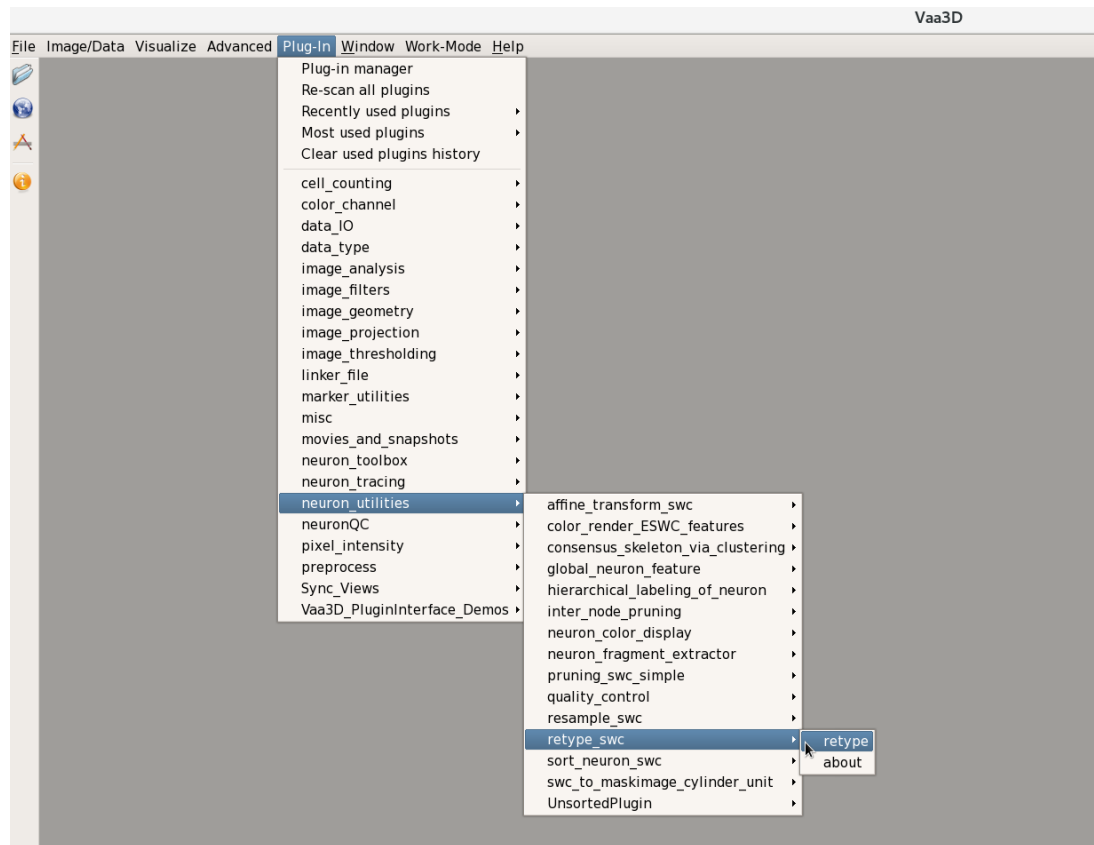 Vaa3D
File Image/Data Visualize Advanced Plug-In Window Work-Mode Help
Plug-in manager
Re-scan all plugins
Recently used plugins
Most used plugins
Clear used plugins history
cell_counting
color_channel
data_IO
data_type
image_analysis
image_filters
image_geometry
image_projection
image_thresholding
linker_file
marker_utilities
misc
movies_and_snapshots
neuron_toolbox
neuron_tracing
neuron_utilities
neuronQC
pixel_intensity
preprocess
Sync_Views
Vaa3D_PluginInterface_Demos
affine_transform_swc
color_render_ESWC_features
consensus_skeleton_via_clustering
global_neuron_feature
hierarchical_labeling_of_neuron
inter_node_pruning
neuron_color_display
neuron_fragment_extractor
pruning_swc_simple
quality_control
resample_swc
retype_swc
sort_neuron_swc
swc_to_maskimage_cylinder_unit
UnsortedPlugin
retype
about